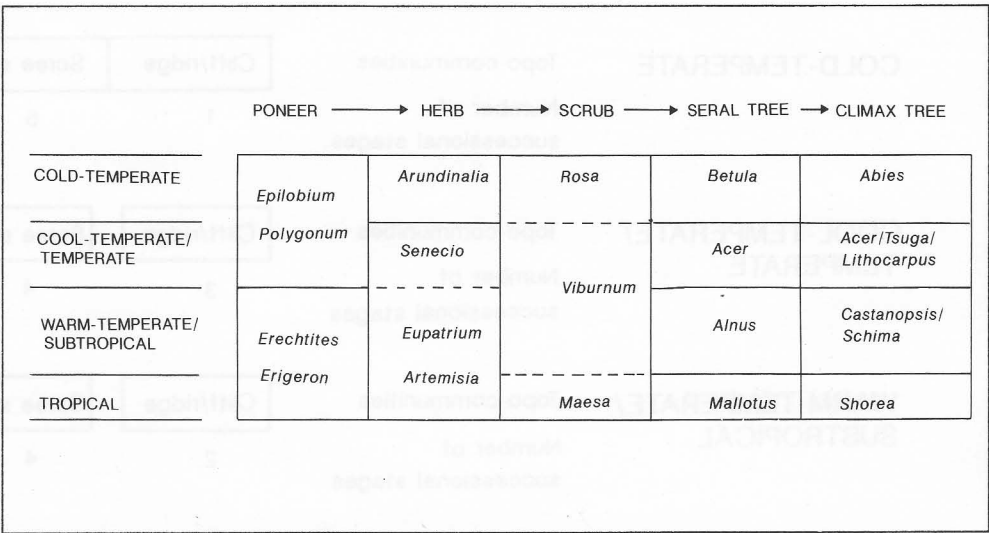 PONEER → HERB → SCRUB → SERAL TREE → CLIMAX TREE
COLD-TEMPERATE Arundinalia Rosa Betula Abies
Epilobium
COOL-TEMPERATE/ Polygonum Acer Acer/Tsuga/
TEMPERATE Senecio Lithocarpus
Viburnum
WARM-TEMPERATE/ Castanopsis/
SUBTROPICAL Erechtites Eupatrium Alnus Schima
Erigeron Artemisia
TROPICAL Maesa Mallotus Shorea